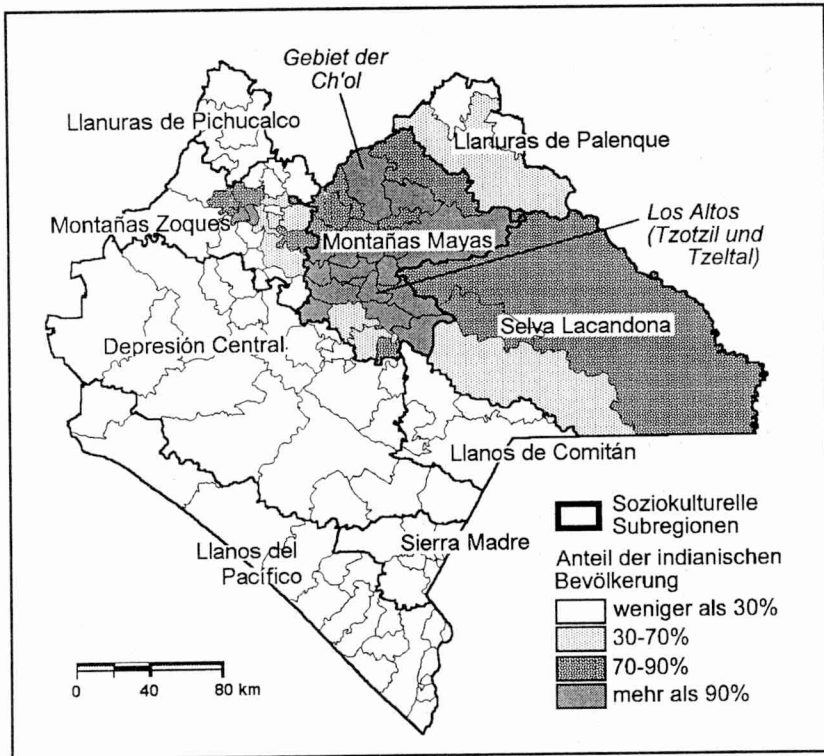 Gebiet der
Ch'ol
Llanuras de Pichucalco
Llanuras de Palenque
Montañas Zoques
Montañas Mayas
Los Altos
(Tzotzil und
Tzeltal)
Selva Lacandona
Depresión Central
Llanos de Comitán
Llanos del
Pacífico
Sierra Madre
Soziokulturelle
Subregionen
Anteil der indianischen
Bevölkerung
weniger als 30%
30-70%
70-90%
mehr als 90%
0 40 80 km